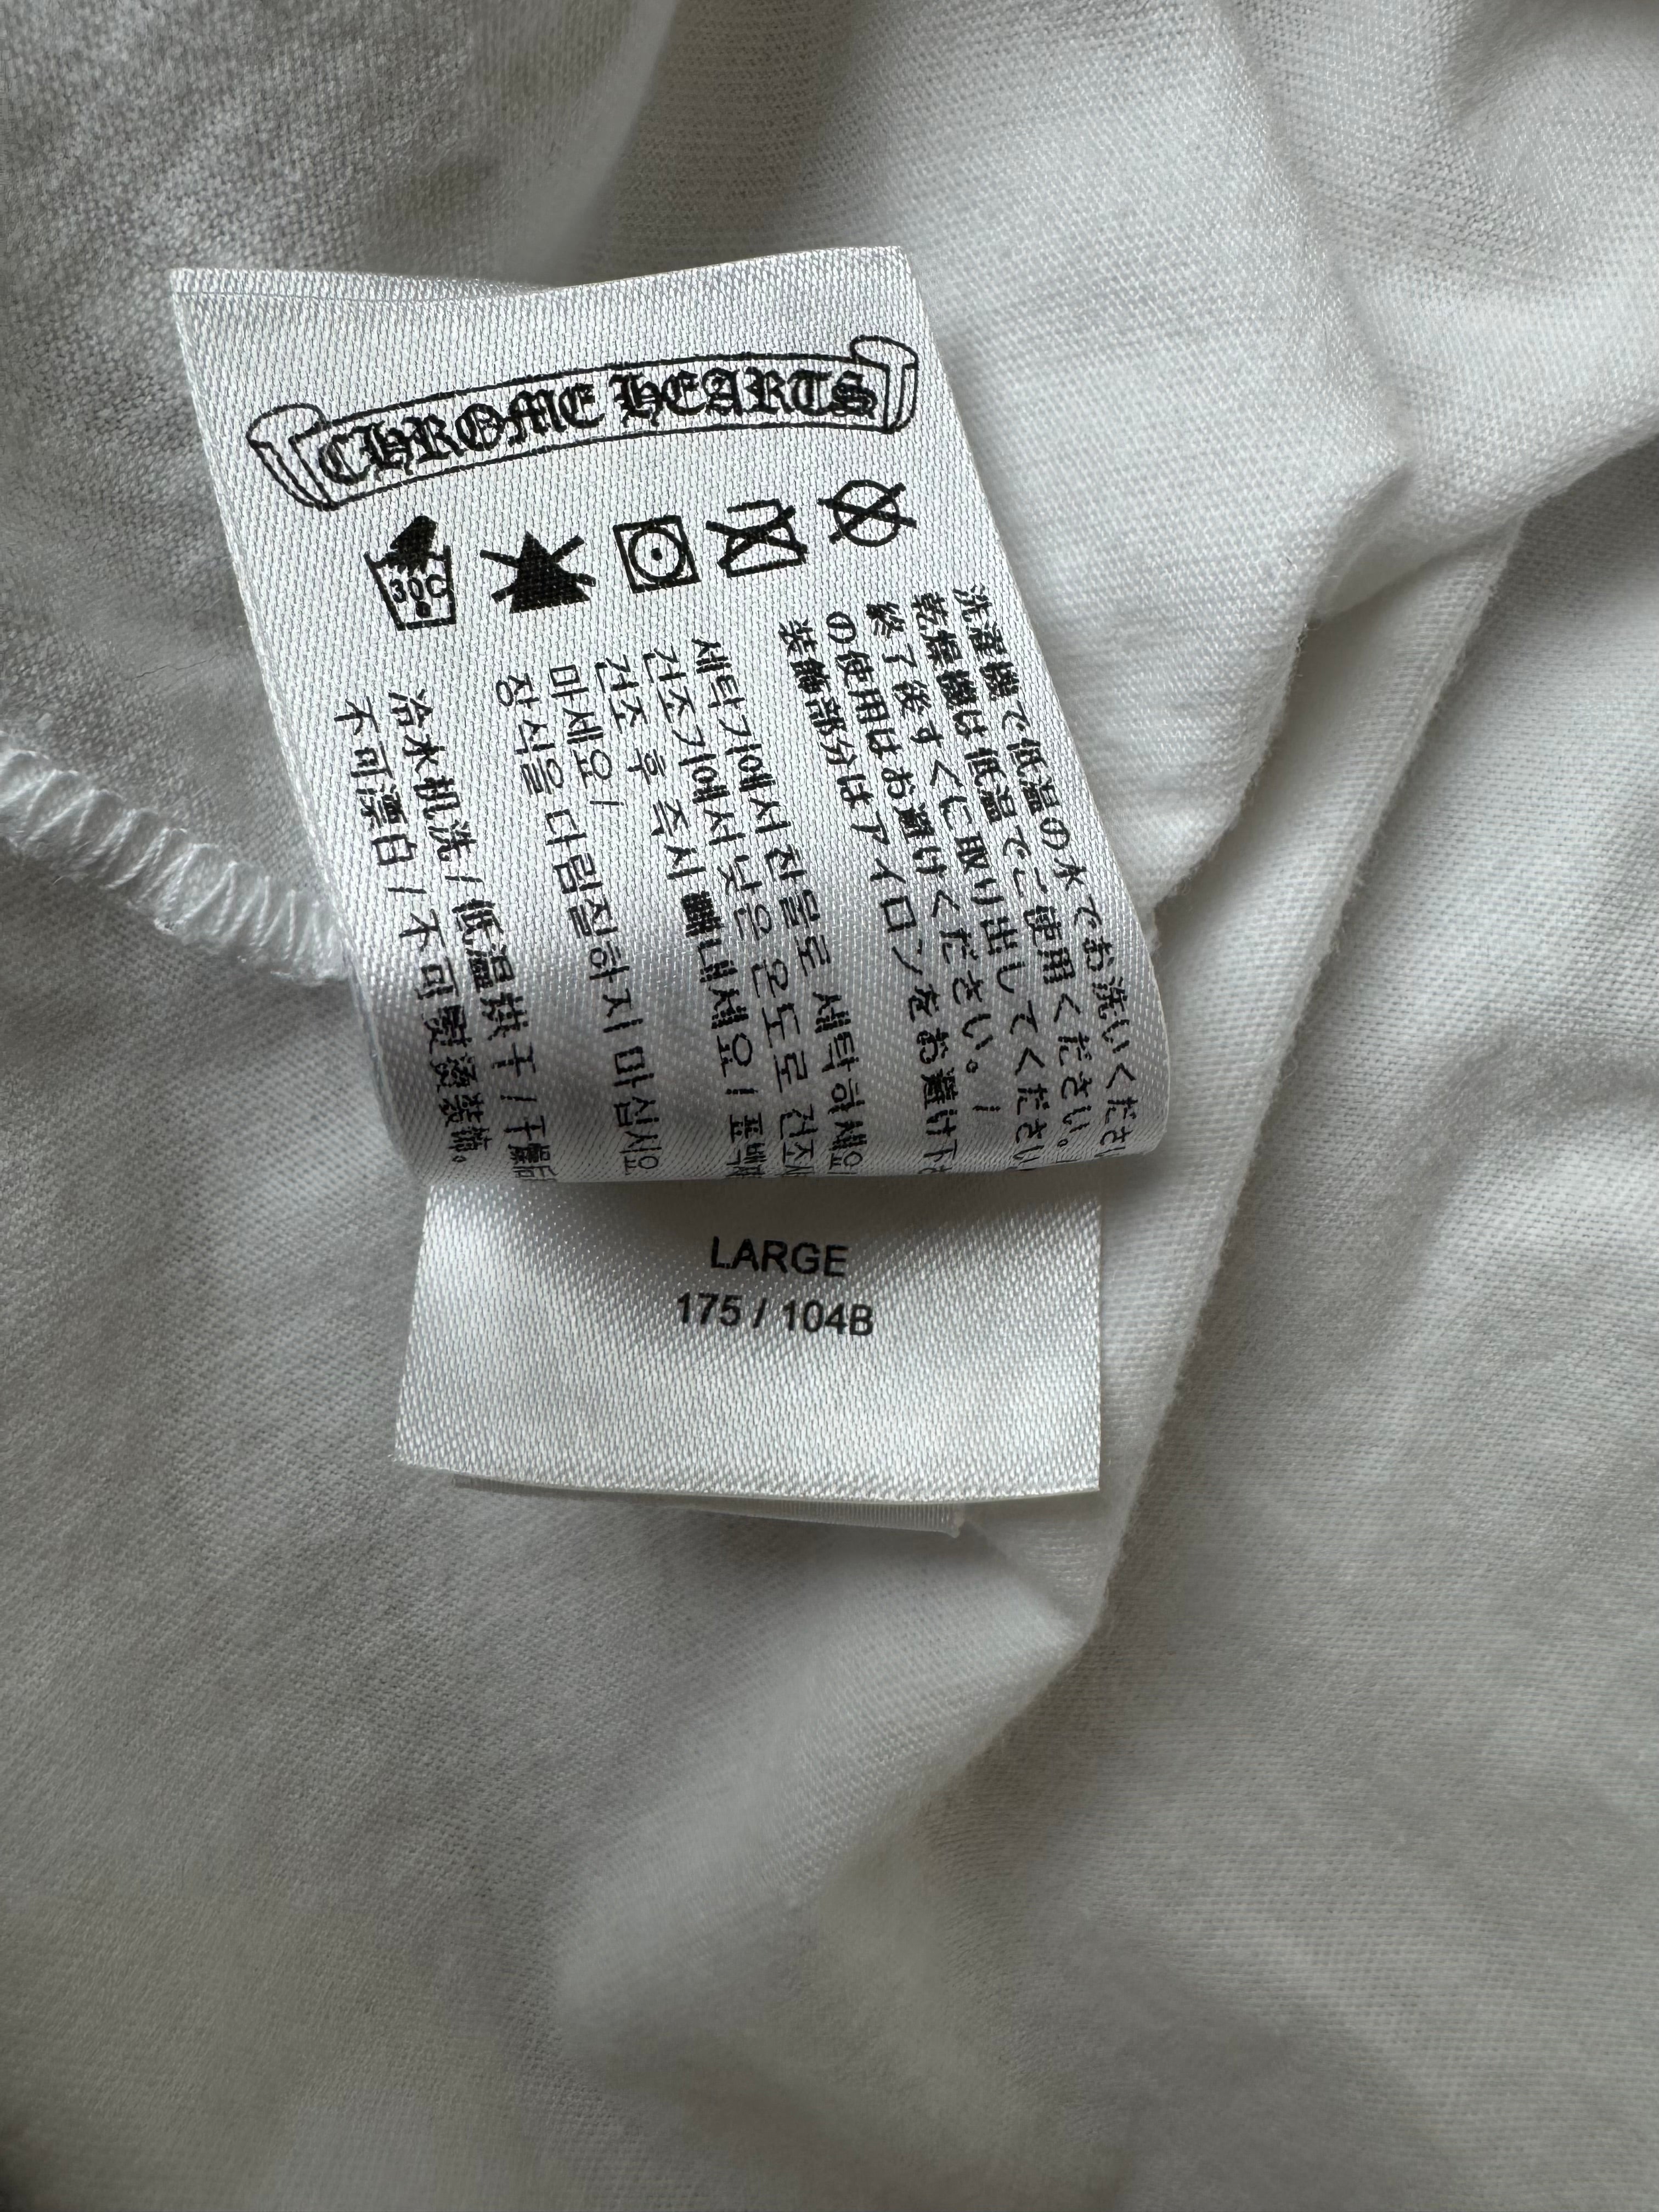 CHROME HEARTS
30C
洗濯機で低温の水でお洗いくださ
乾燥機は低温でご使用ください。
終了後すぐに取り出してください
の使用はお避けください。/
装飾部分はアイロンをお避け下
세탁기에서 찬물로 세탁하세요
건조기에서 낮은 온도로 건조
건조 후 즉시 빼내세요 / 표백
마세요 /
장식을 다림질하지 마십시요
冷水机洗 / 低温烘干 / 干燥后
不可漂白 / 不可熨烫装饰。
LARGE
175 / 104B